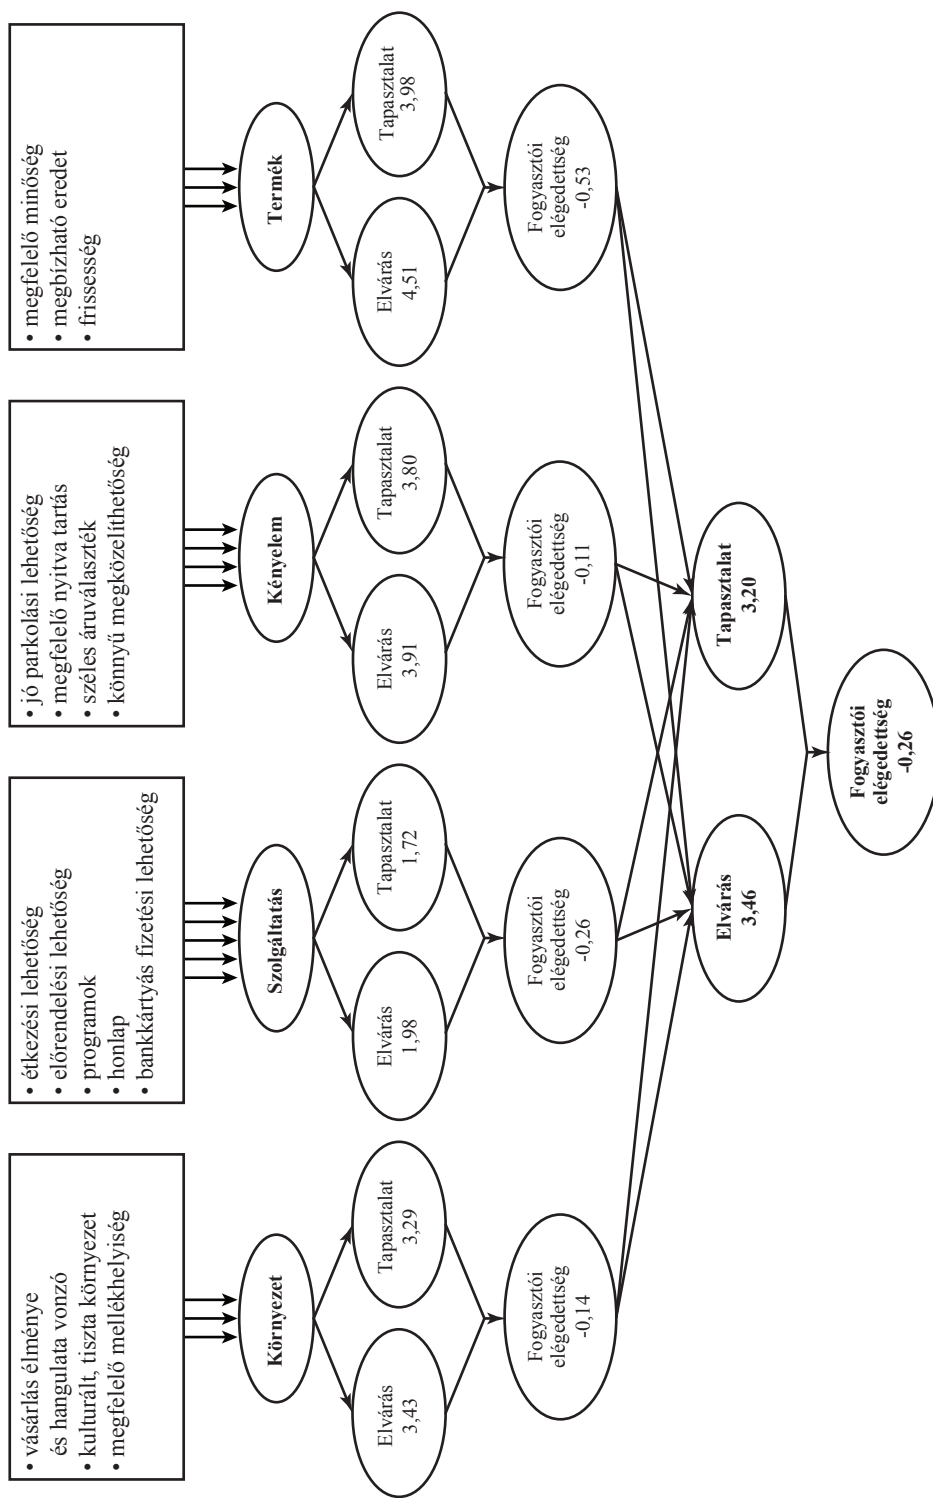 • vásárlás élménye
és hangulata vonzó
• kulturált, tiszta környezet
• megfelelő mellékhelyiség
• étkezési lehetőség
• előrendelési lehetőség
• programok
• honlap
• bankkártyás fizetési lehetőség
• jó parkolási lehetőség
• megfelelő nyitva tartás
• széles áruválaszték
• könnyű megközelíthetőség
• megfelelő minőség
• megbízható eredet
• frissesség
Környezet
Szolgáltatás
Kényelem
Termék
Elvárás
3,43
Tapasztalat
3,29
Elvárás
1,98
Tapasztalat
1,72
Elvárás
3,91
Tapasztalat
3,80
Elvárás
4,51
Tapasztalat
3,98
Fogyasztói
elégedettség
-0,14
Fogyasztói
elégedettség
-0,26
Fogyasztói
elégedettség
-0,11
Fogyasztói
elégedettség
-0,53
Elvárás
3,46
Tapasztalat
3,20
Fogyasztói
elégedettség
-0,26